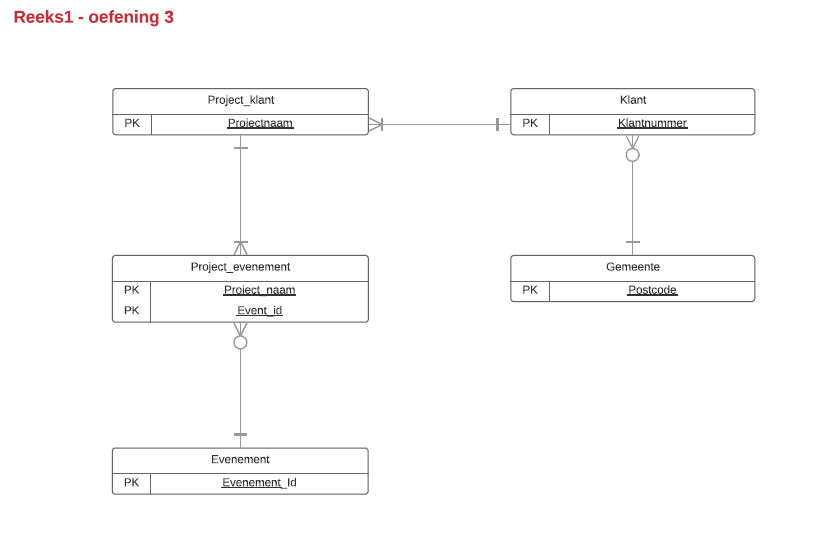 Reeks1 - oefening 3
Project_klant
PK Projectnaam
Klant
PK Klantnummer
Project_evenement
PK Project_naam
PK Event_id
Gemeente
PK Postcode
Evenement
PK Evenement_Id